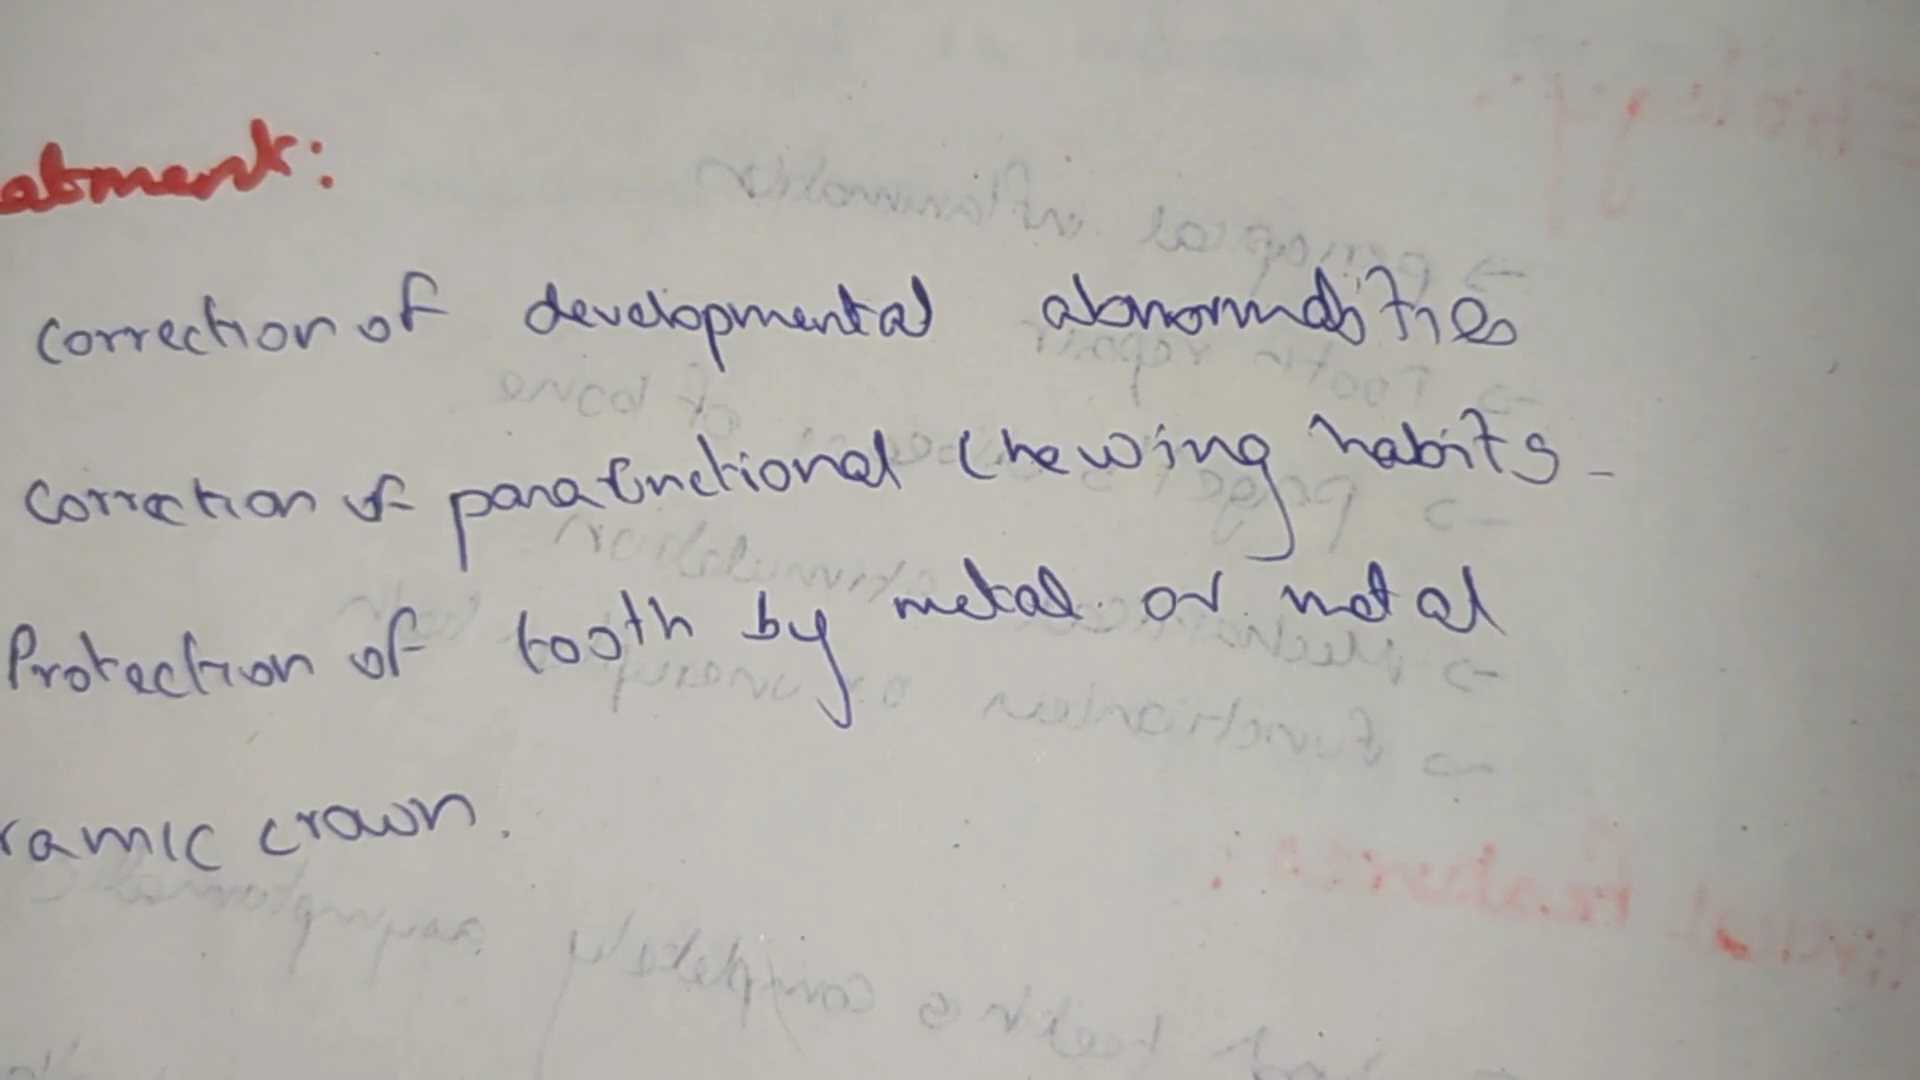 atment:
correction of developmental abnormalities
correction of parafunctional chewing habits
Protection of tooth by metal or metal
ramic crown.